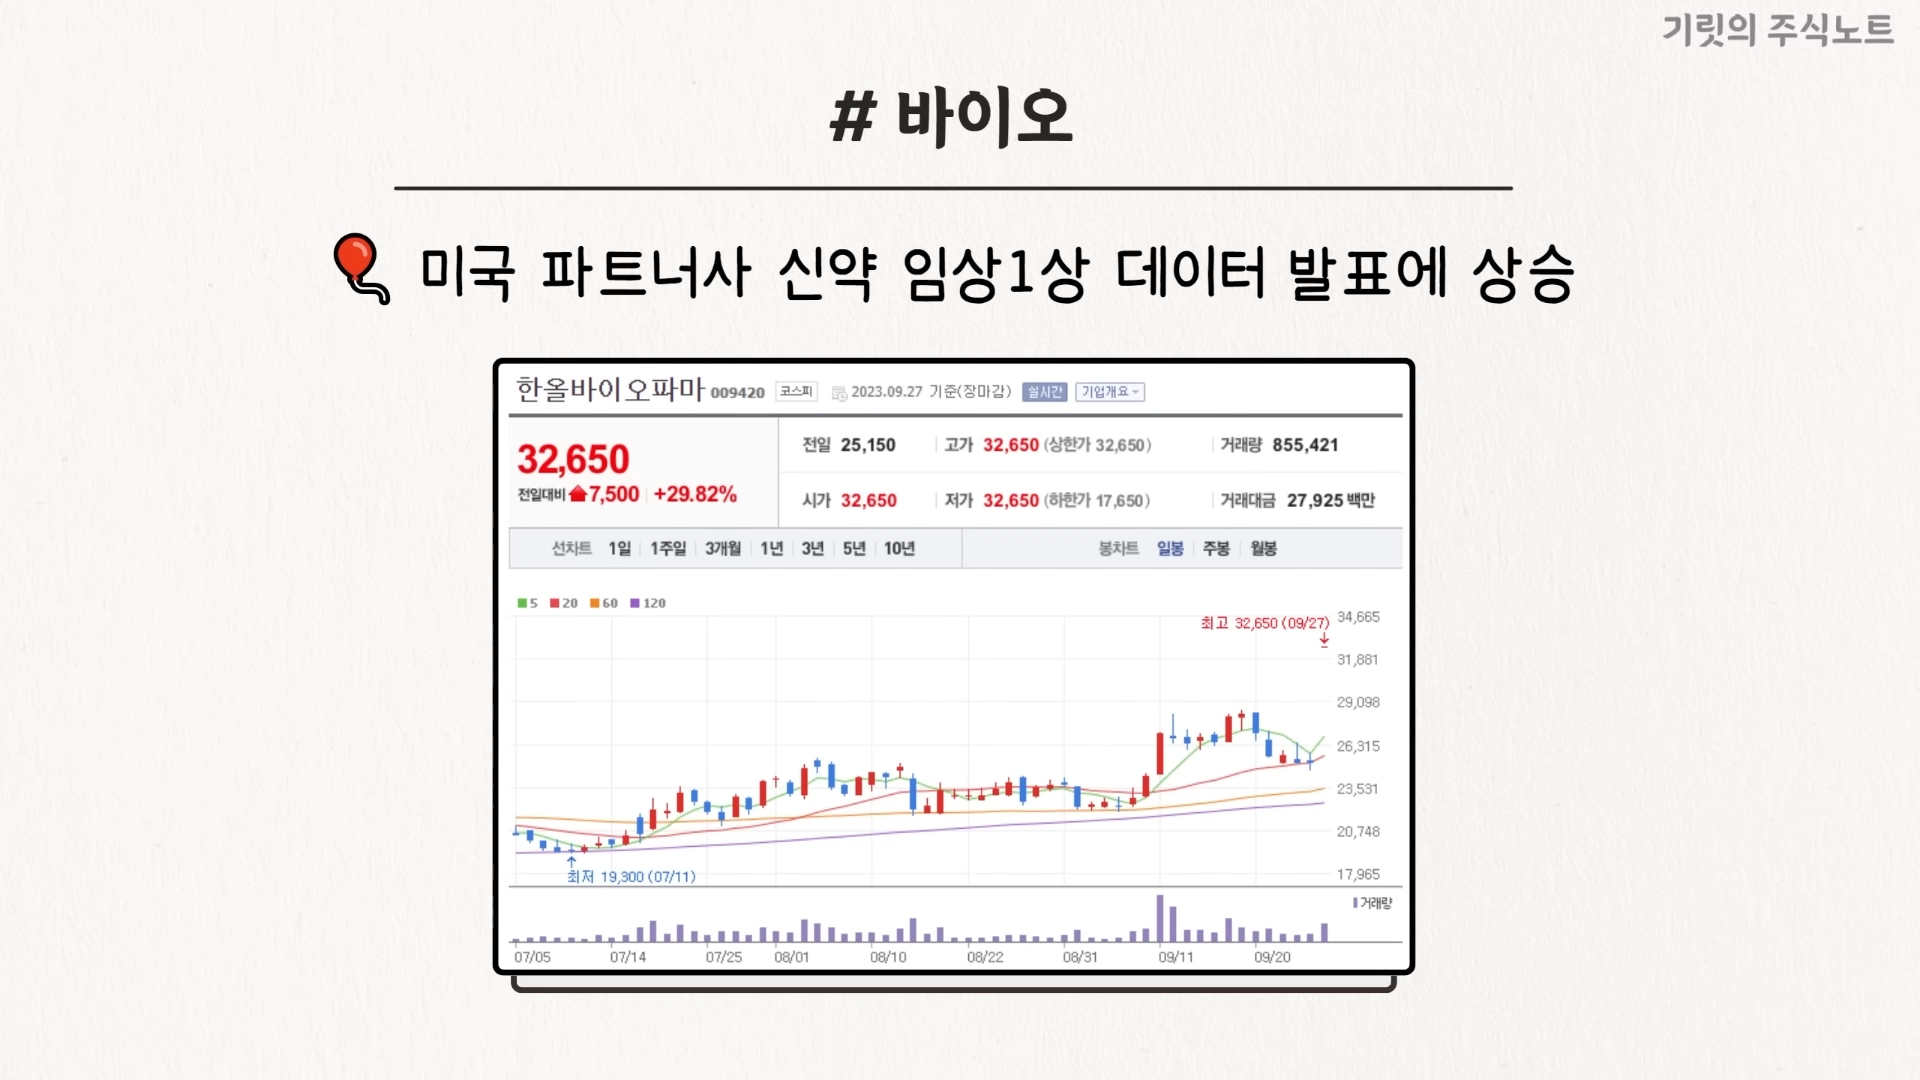 기릿의 주식노트
# 바이오
미국 파트너사 신약 임상1상 데이터 발표에 상승
한올바이오파마 009420 코스피 2023.09.27 기준(장마감) 실시간 기업개요
32,650
전일대비 7,500 +29.82%
전일 25,150 고가 32,650 (상한가 32,650) 거래량 855,421
시가 32,650 저가 32,650 (하한가 17,650) 거래대금 27,925 백만
선차트 1일 1주일 3개월 1년 3년 5년 10년 봉차트 일봉 주봉 월봉
5 20 60 120
최고 32,650 (09/27)
34,665
31,881
29,098
26,315
23,531
20,748
17,965
최저 19,300 (07/11)
거래량
07/05 07/14 07/25 08/01 08/10 08/22 08/31 09/11 09/20